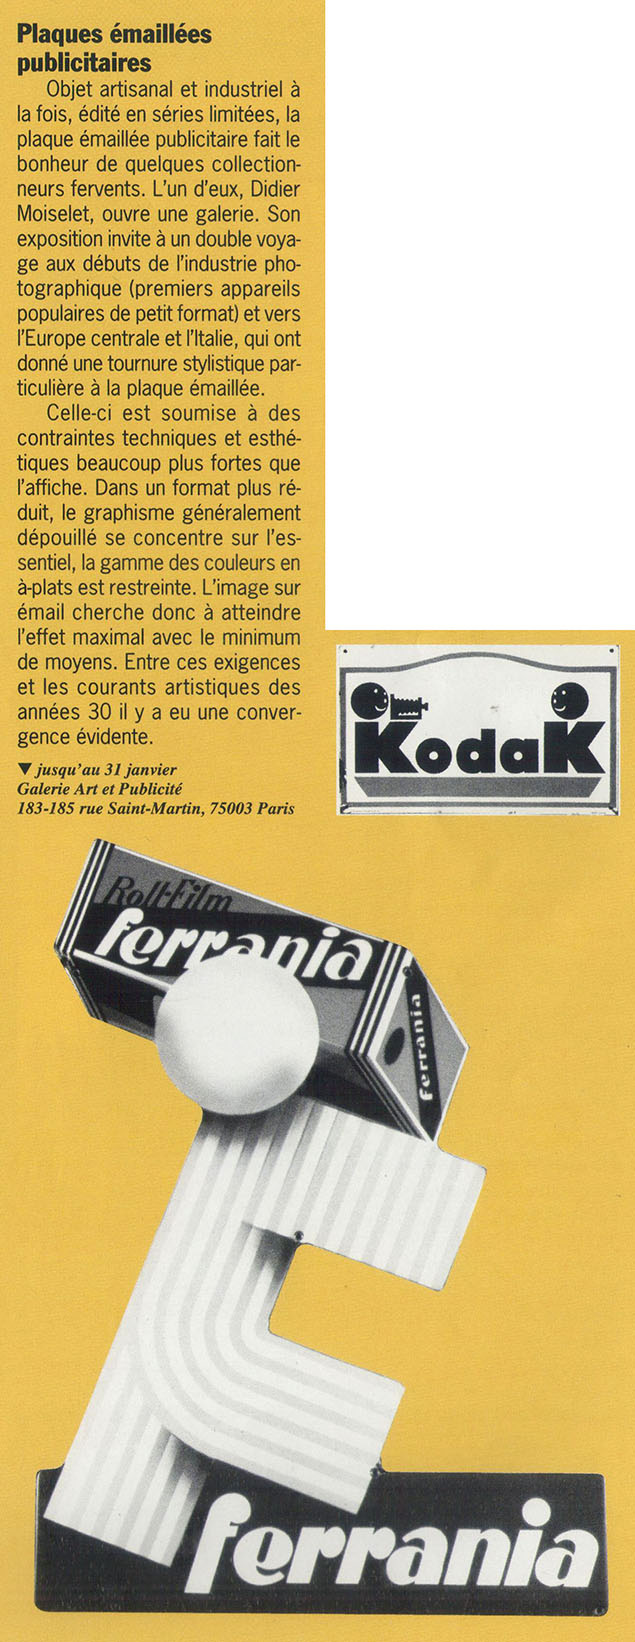 Plaques émaillées
publicitaires
Objet artisanal et industriel à
la fois, édité en séries limitées, la
plaque émaillée publicitaire fait le
bonheur de quelques collection-
neurs fervents. L'un d'eux, Didier
Moiselet, ouvre une galerie. Son
exposition invite à un double voya-
ge aux débuts de l'industrie pho-
tographique (premiers appareils
populaires de petit format) et vers
l'Europe centrale et l'Italie, qui ont
donné une tournure stylistique par-
ticulière à la plaque émaillée.
Celle-ci est soumise à des
contraintes techniques et esthé-
tiques beaucoup plus fortes que
l'affiche. Dans un format plus ré-
duit, le graphisme généralement
dépouillé se concentre sur l'es-
sentiel, la gamme des couleurs en
à-plats est restreinte. L'image sur
émail cherche donc à atteindre
l'effet maximal avec le minimum
de moyens. Entre ces exigences
et les courants artistiques des
années 30 il y a eu une conver-
gence évidente.
▼ jusqu'au 31 janvier
Galerie Art et Publicité
183-185 rue Saint-Martin, 75003 Paris
KodaK
Roll-Film
ferrania
ferrania
ferrania